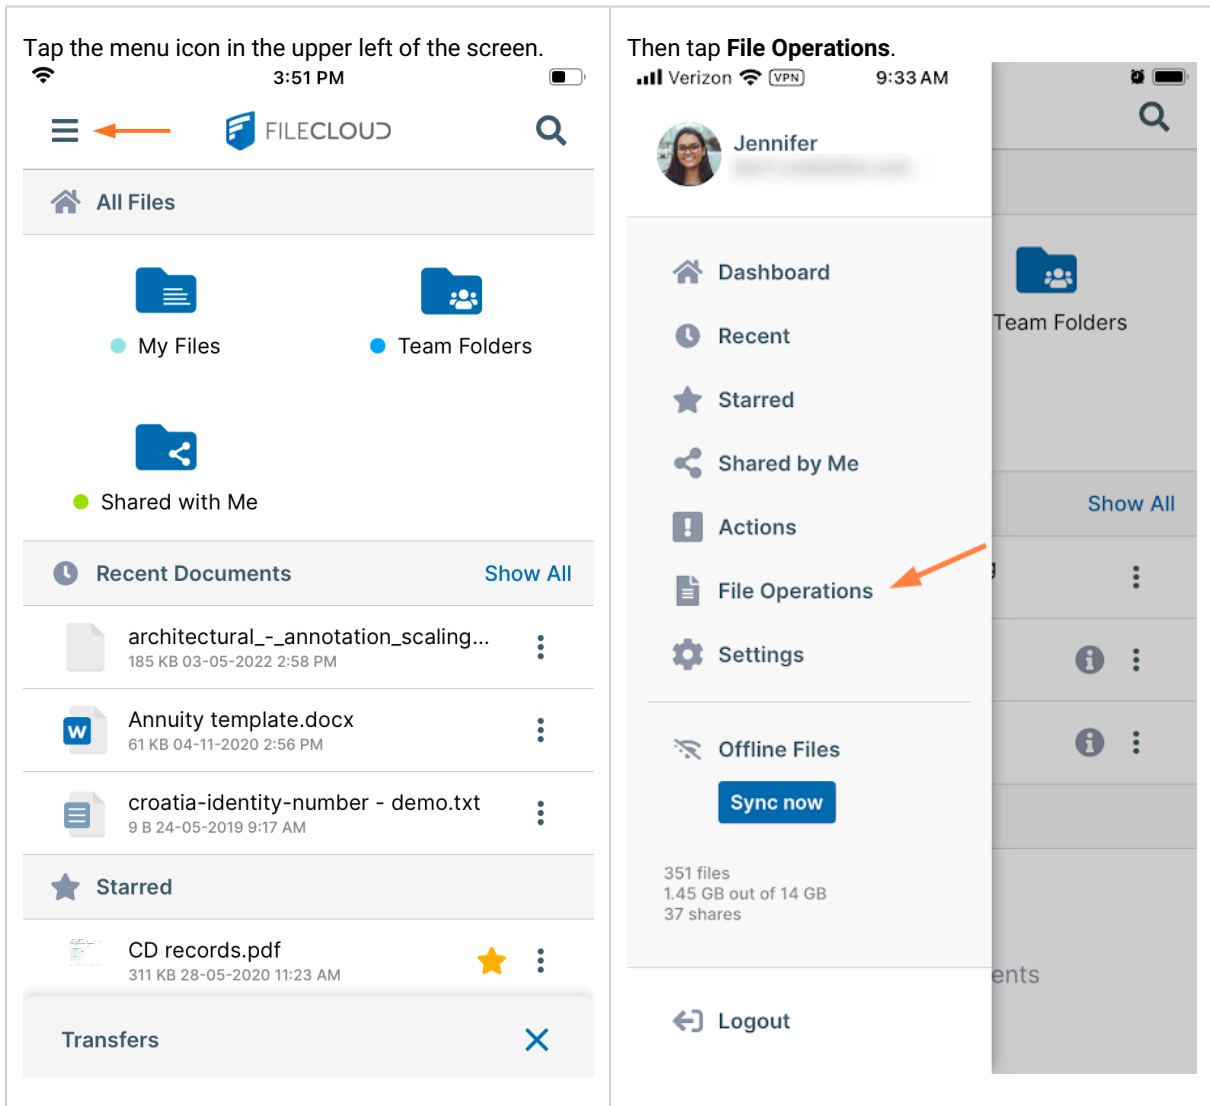 Tap the menu icon in the upper left of the screen.
3:51 PM
FILECLOUD
All Files
My Files
Team Folders
Shared with Me
Recent Documents
Show All
architectural_-_annotation_scaling...
185 KB 03-05-2022 2:58 PM
W
Annuity template.docx
61 KB 04-11-2020 2:56 PM
croatia-identity-number - demo.txt
9 B 24-05-2019 9:17 AM
Starred
CD records.pdf
311 KB 28-05-2020 11:23 AM
Transfers
Then tap File Operations.
Verizon VPN 9:33 AM
Jennifer
Dashboard
Recent
Starred
Shared by Me
Actions
File Operations
Settings
Offline Files
Sync now
351 files
1.45 GB out of 14 GB
37 shares
Logout
Team Folders
Show All
g
ents